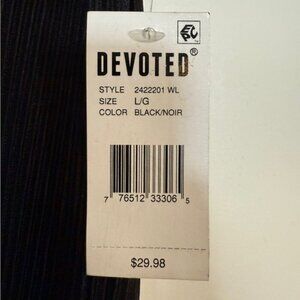 DEVOTED®
STYLE 2422201 WL
SIZE L/G
COLOR BLACK/NOIR
7 76512 33306 5
$29.98